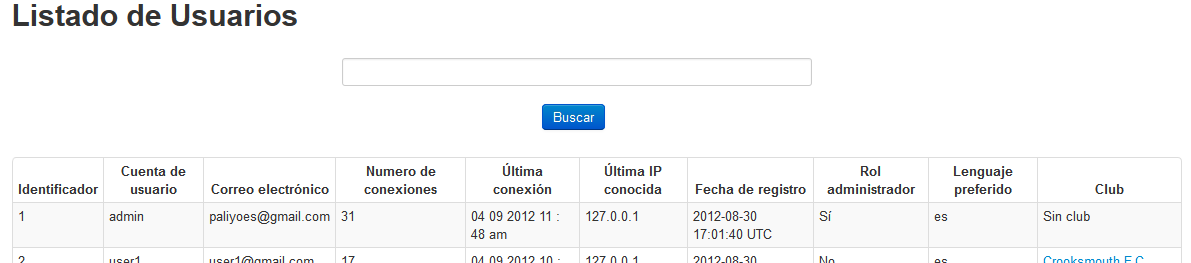 Listado de Usuarios
Buscar
Identificador Cuenta de usuario Correo electrónico Numero de conexiones Última conexión Última IP conocida Fecha de registro Rol administrador Lenguaje preferido Club
1 admin paliyoes@gmail.com 31 04 09 2012 11 : 48 am 127.0.0.1 2012-08-30 17:01:40 UTC Sí es Sin club
2 user1 user1@gmail.com 17 04 09 2012 10 : 127.0.0.1 2012-08-30 No es Crooksmouth F.C.